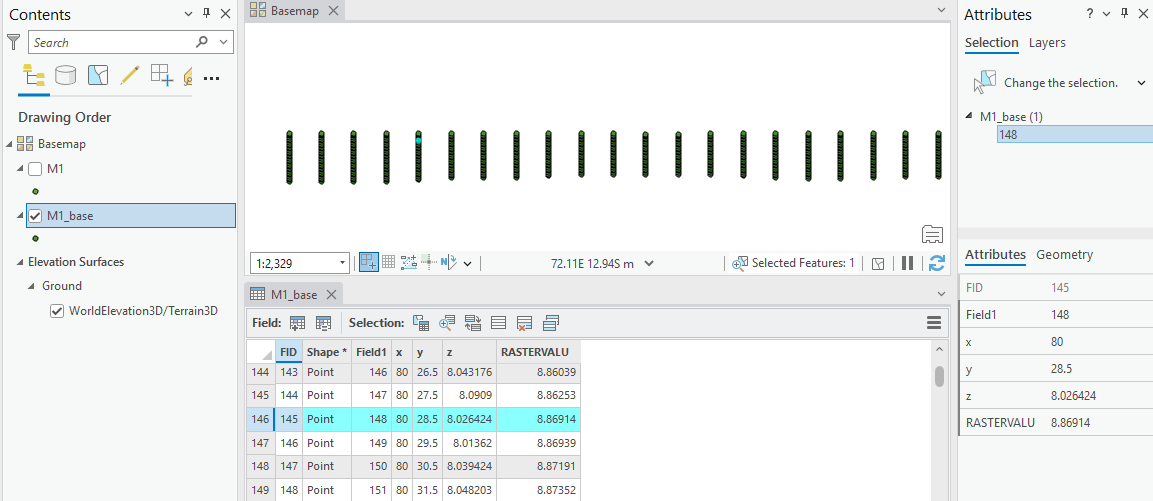 Contents
Search
Drawing Order
Basemap
M1
M1_base
Elevation Surfaces
Ground
WorldElevation3D/Terrain3D
Basemap
1:2,329
N
72.11E 12.94S m
Selected Features: 1
M1_base
Field:
Selection:
FID Shape * Field1 x y z RASTERVALU
144 143 Point 146 80 26.5 8.043176 8.86039
145 144 Point 147 80 27.5 8.0909 8.86253
146 145 Point 148 80 28.5 8.026424 8.86914
147 146 Point 149 80 29.5 8.01362 8.86939
148 147 Point 150 80 30.5 8.039424 8.87191
149 148 Point 151 80 31.5 8.048203 8.87352
Attributes
?
Selection Layers
Change the selection.
M1_base (1)
148
Attributes Geometry
FID 145
Field1 148
x 80
y 28.5
z 8.026424
RASTERVALU 8.86914